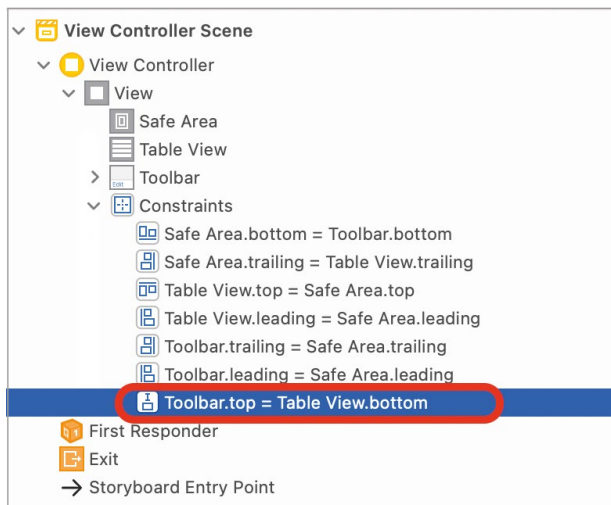 View Controller Scene
View Controller
View
Safe Area
Table View
Edit
Toolbar
Constraints
Safe Area.bottom = Toolbar.bottom
Safe Area.trailing = Table View.trailing
Table View.top = Safe Area.top
Table View.leading = Safe Area.leading
Toolbar.trailing = Safe Area.trailing
Toolbar.leading = Safe Area.leading
Toolbar.top = Table View.bottom
First Responder
Exit
Storyboard Entry Point